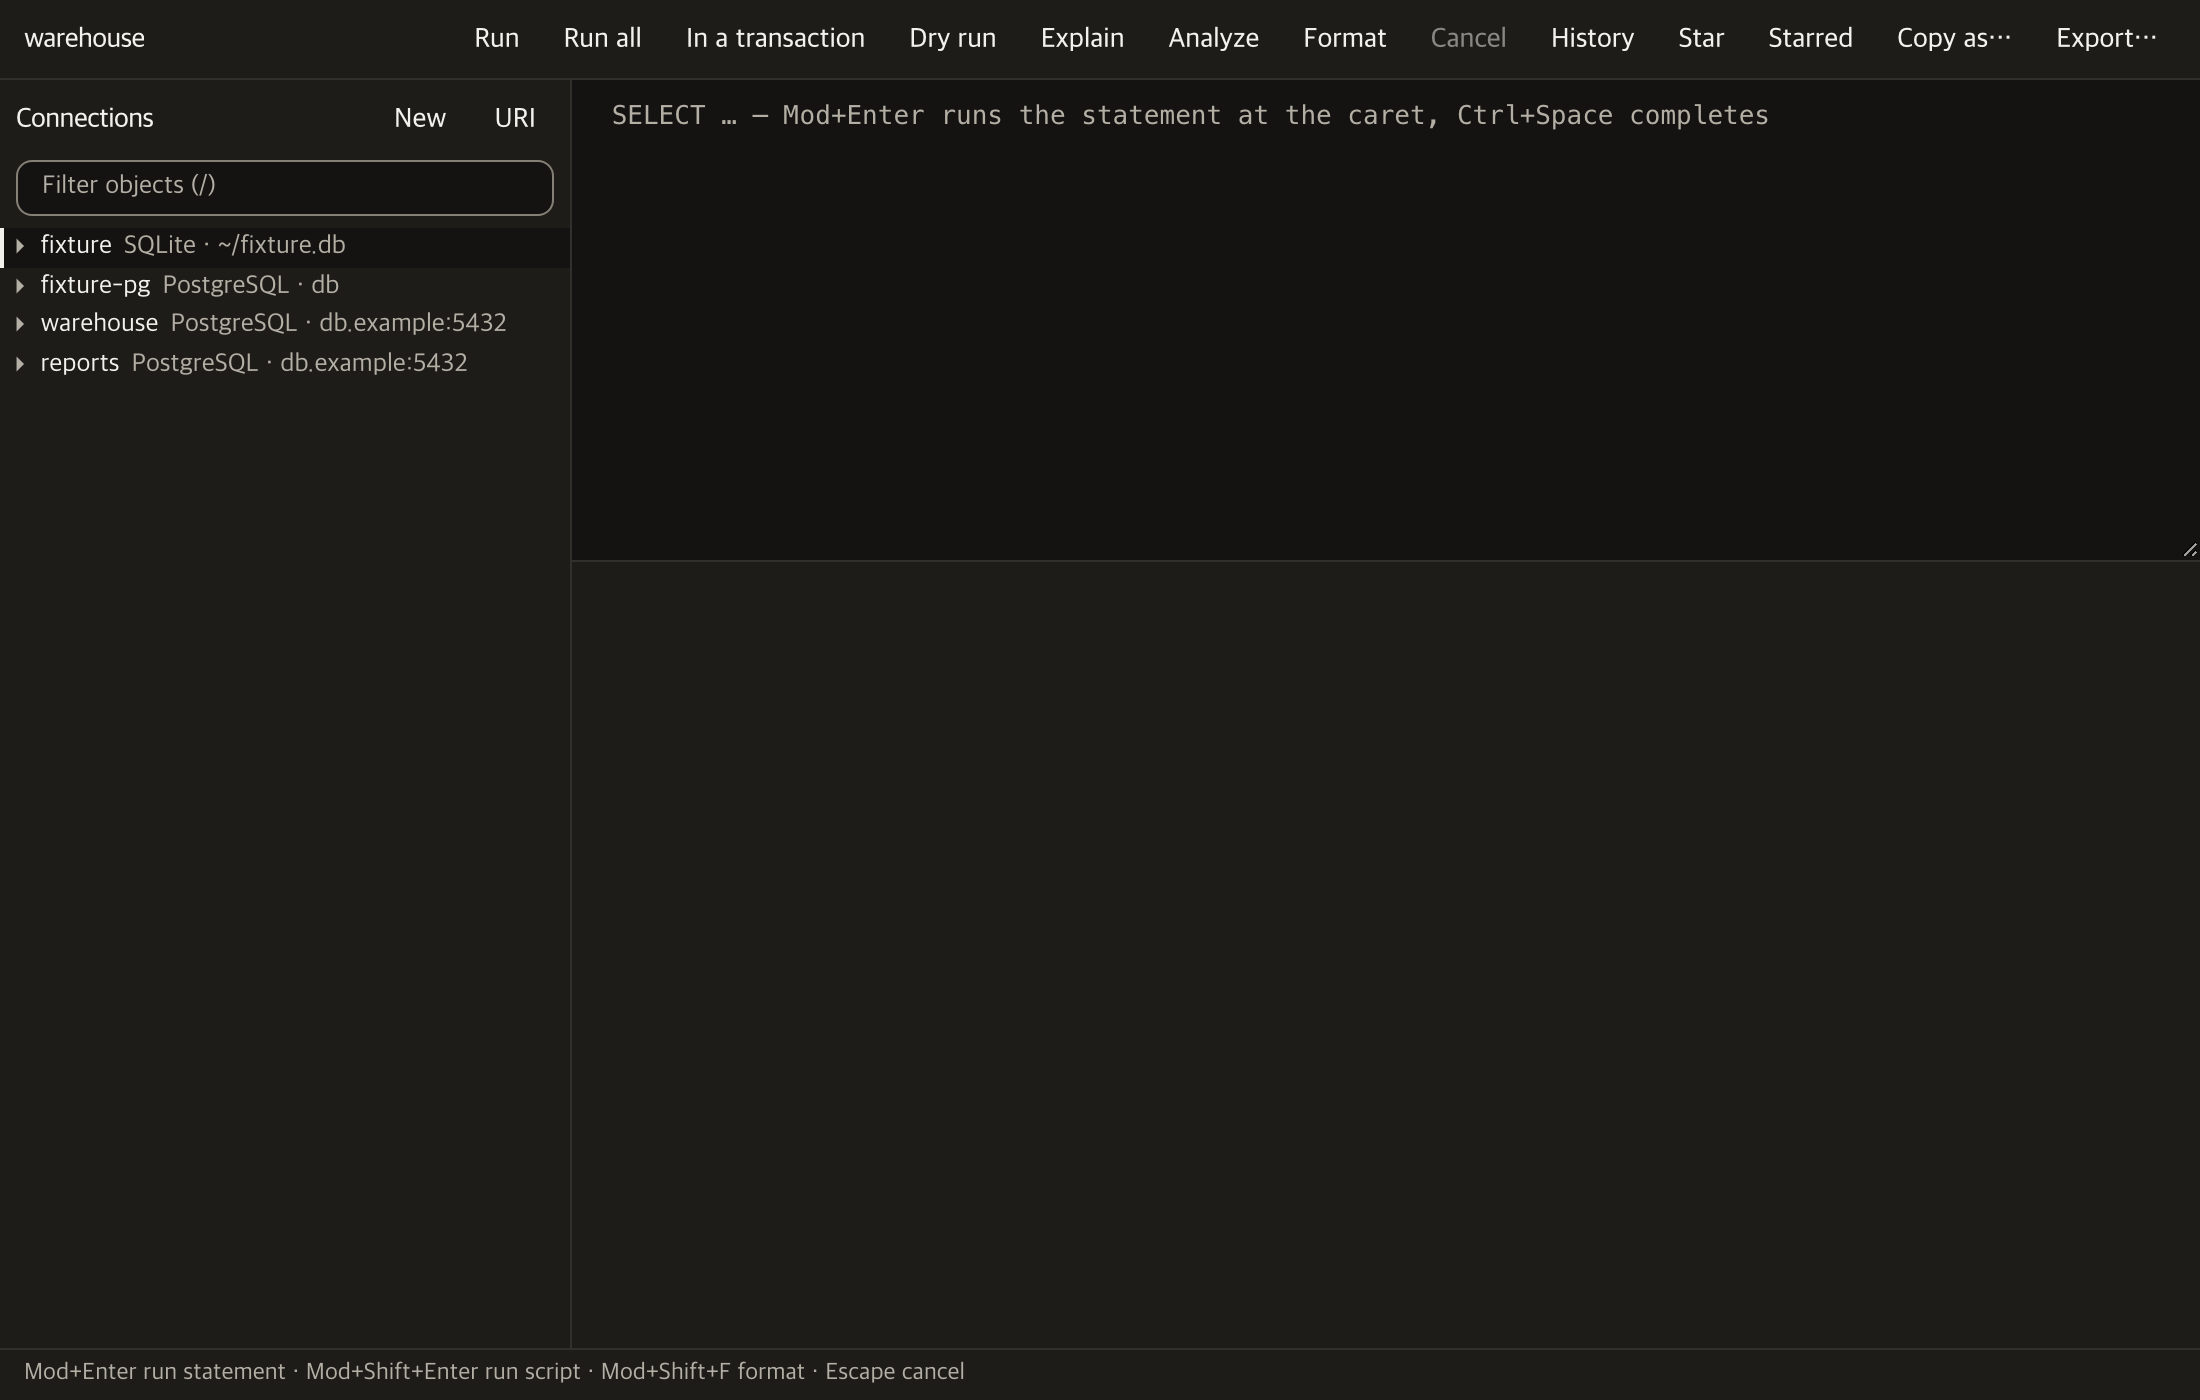 warehouse Run Run all In a transaction Dry run Explain Analyze Format Cancel History Star Starred Copy as… Export…
Connections New URI
Filter objects (/)
fixture SQLite · ~/fixture.db
fixture-pg PostgreSQL · db
warehouse PostgreSQL · db.example:5432
reports PostgreSQL · db.example:5432
SELECT … — Mod+Enter runs the statement at the caret, Ctrl+Space completes
Mod+Enter run statement · Mod+Shift+Enter run script · Mod+Shift+F format · Escape cancel